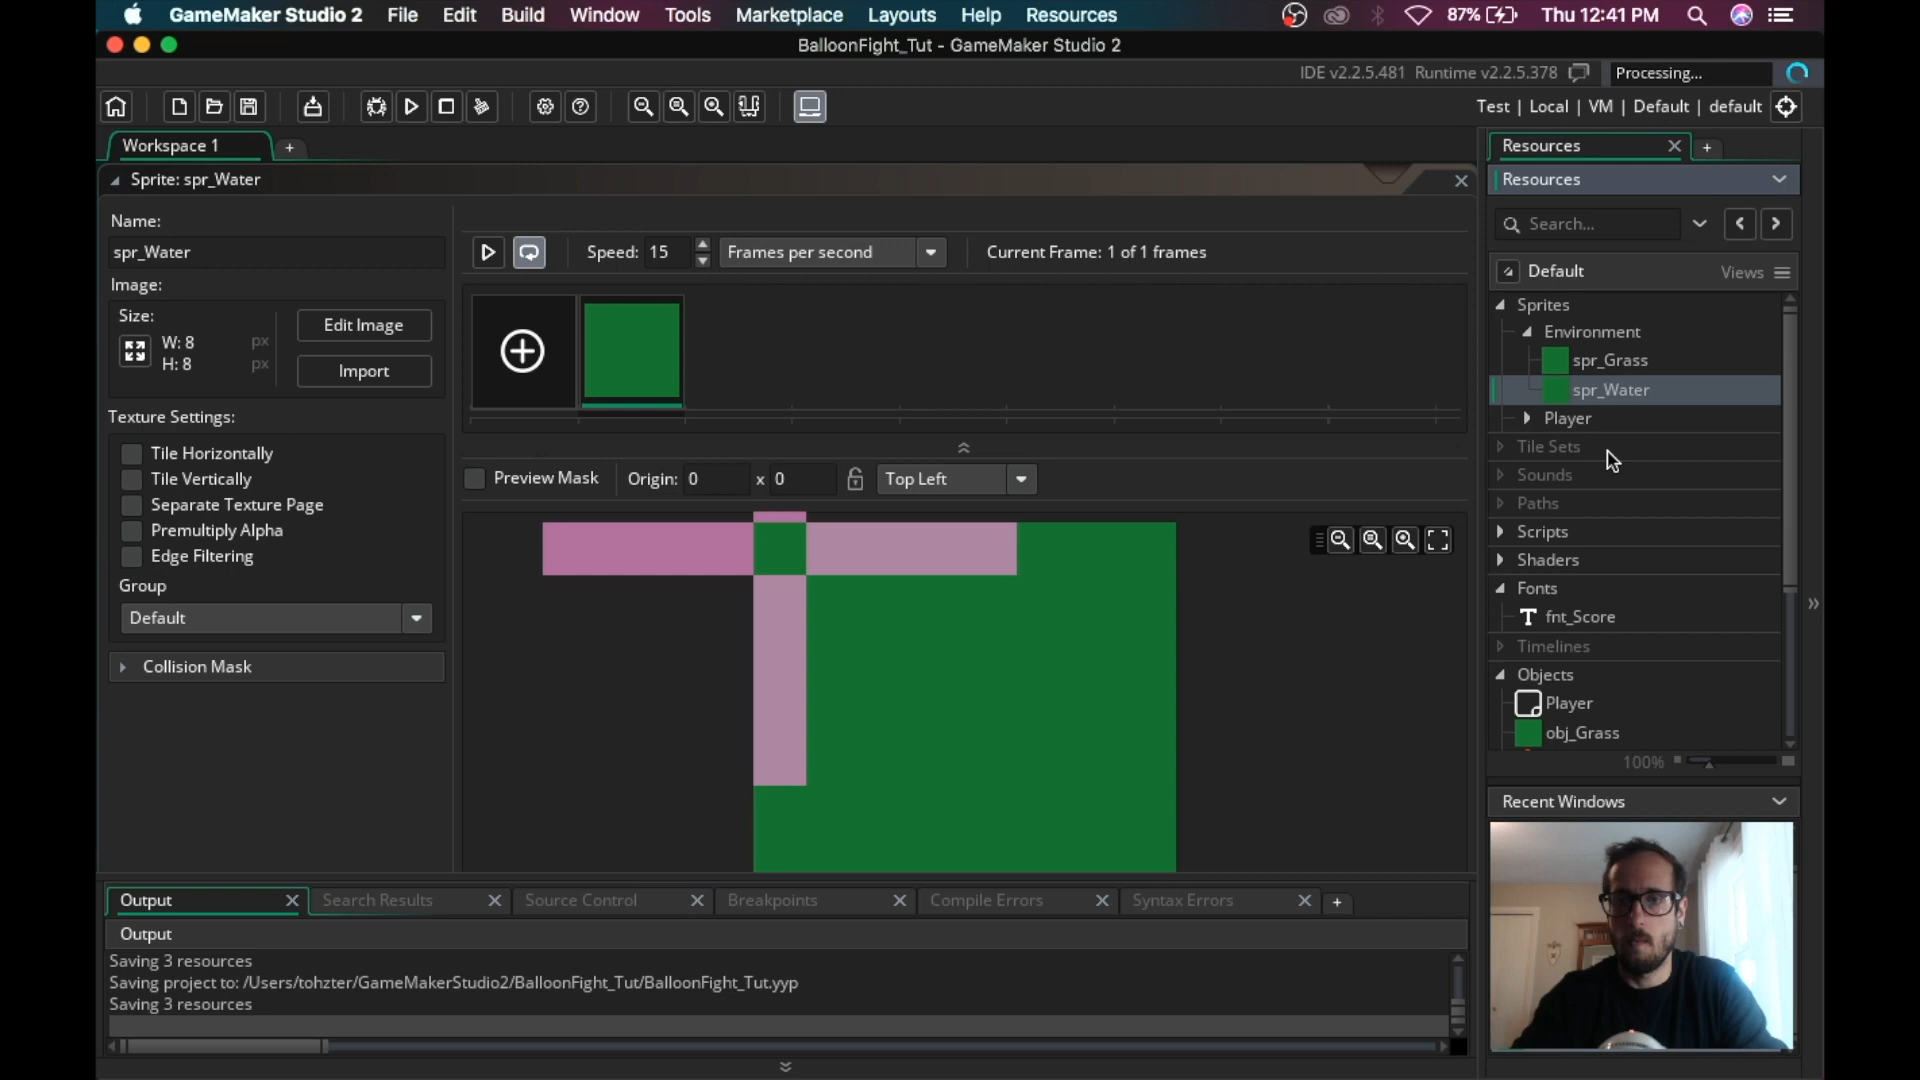 GameMaker Studio 2 File Edit Build Window Tools Marketplace Layouts Help Resources 87% Thu 12:41 PM
BalloonFight_Tut - GameMaker Studio 2
IDE v2.2.5.481 Runtime v2.2.5.378 Processing...
Test | Local | VM | Default | default
Workspace 1
Sprite: spr_Water
Name:
spr_Water
Image:
Size:
W: 8 px
H: 8 px
Edit Image
Import
Texture Settings:
Tile Horizontally
Tile Vertically
Separate Texture Page
Premultiply Alpha
Edge Filtering
Group
Default
Collision Mask
Speed: 15 Frames per second Current Frame: 1 of 1 frames
Preview Mask Origin: 0 x 0 Top Left
Resources
Resources
Search...
Default Views
Sprites
Environment
spr_Grass
spr_Water
Player
Tile Sets
Sounds
Paths
Scripts
Shaders
Fonts
T fnt_Score
Timelines
Objects
Player
obj_Grass
100%
Recent Windows
Output Search Results Source Control Breakpoints Compile Errors Syntax Errors
Output
Saving 3 resources
Saving project to: /Users/tohzter/GameMakerStudio2/BalloonFight_Tut/BalloonFight_Tut.yyp
Saving 3 resources